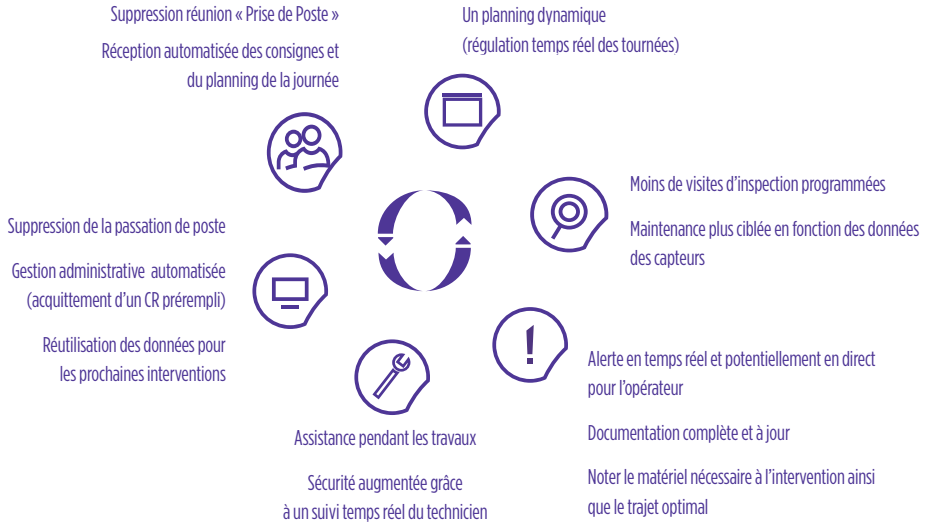 Suppression réunion « Prise de Poste »
Réception automatisée des consignes et
du planning de la journée
Un planning dynamique
(régulation temps réel des tournées)
Moins de visites d'inspection programmées
Maintenance plus ciblée en fonction des données
des capteurs
Alerte en temps réel et potentiellement en direct
pour l'opérateur
Documentation complète et à jour
Noter le matériel nécessaire à l'intervention ainsi
que le trajet optimal
Assistance pendant les travaux
Sécurité augmentée grâce
à un suivi temps réel du technicien
Suppression de la passation de poste
Gestion administrative automatisée
(acquittement d'un CR prérempli)
Réutilisation des données pour
les prochaines interventions